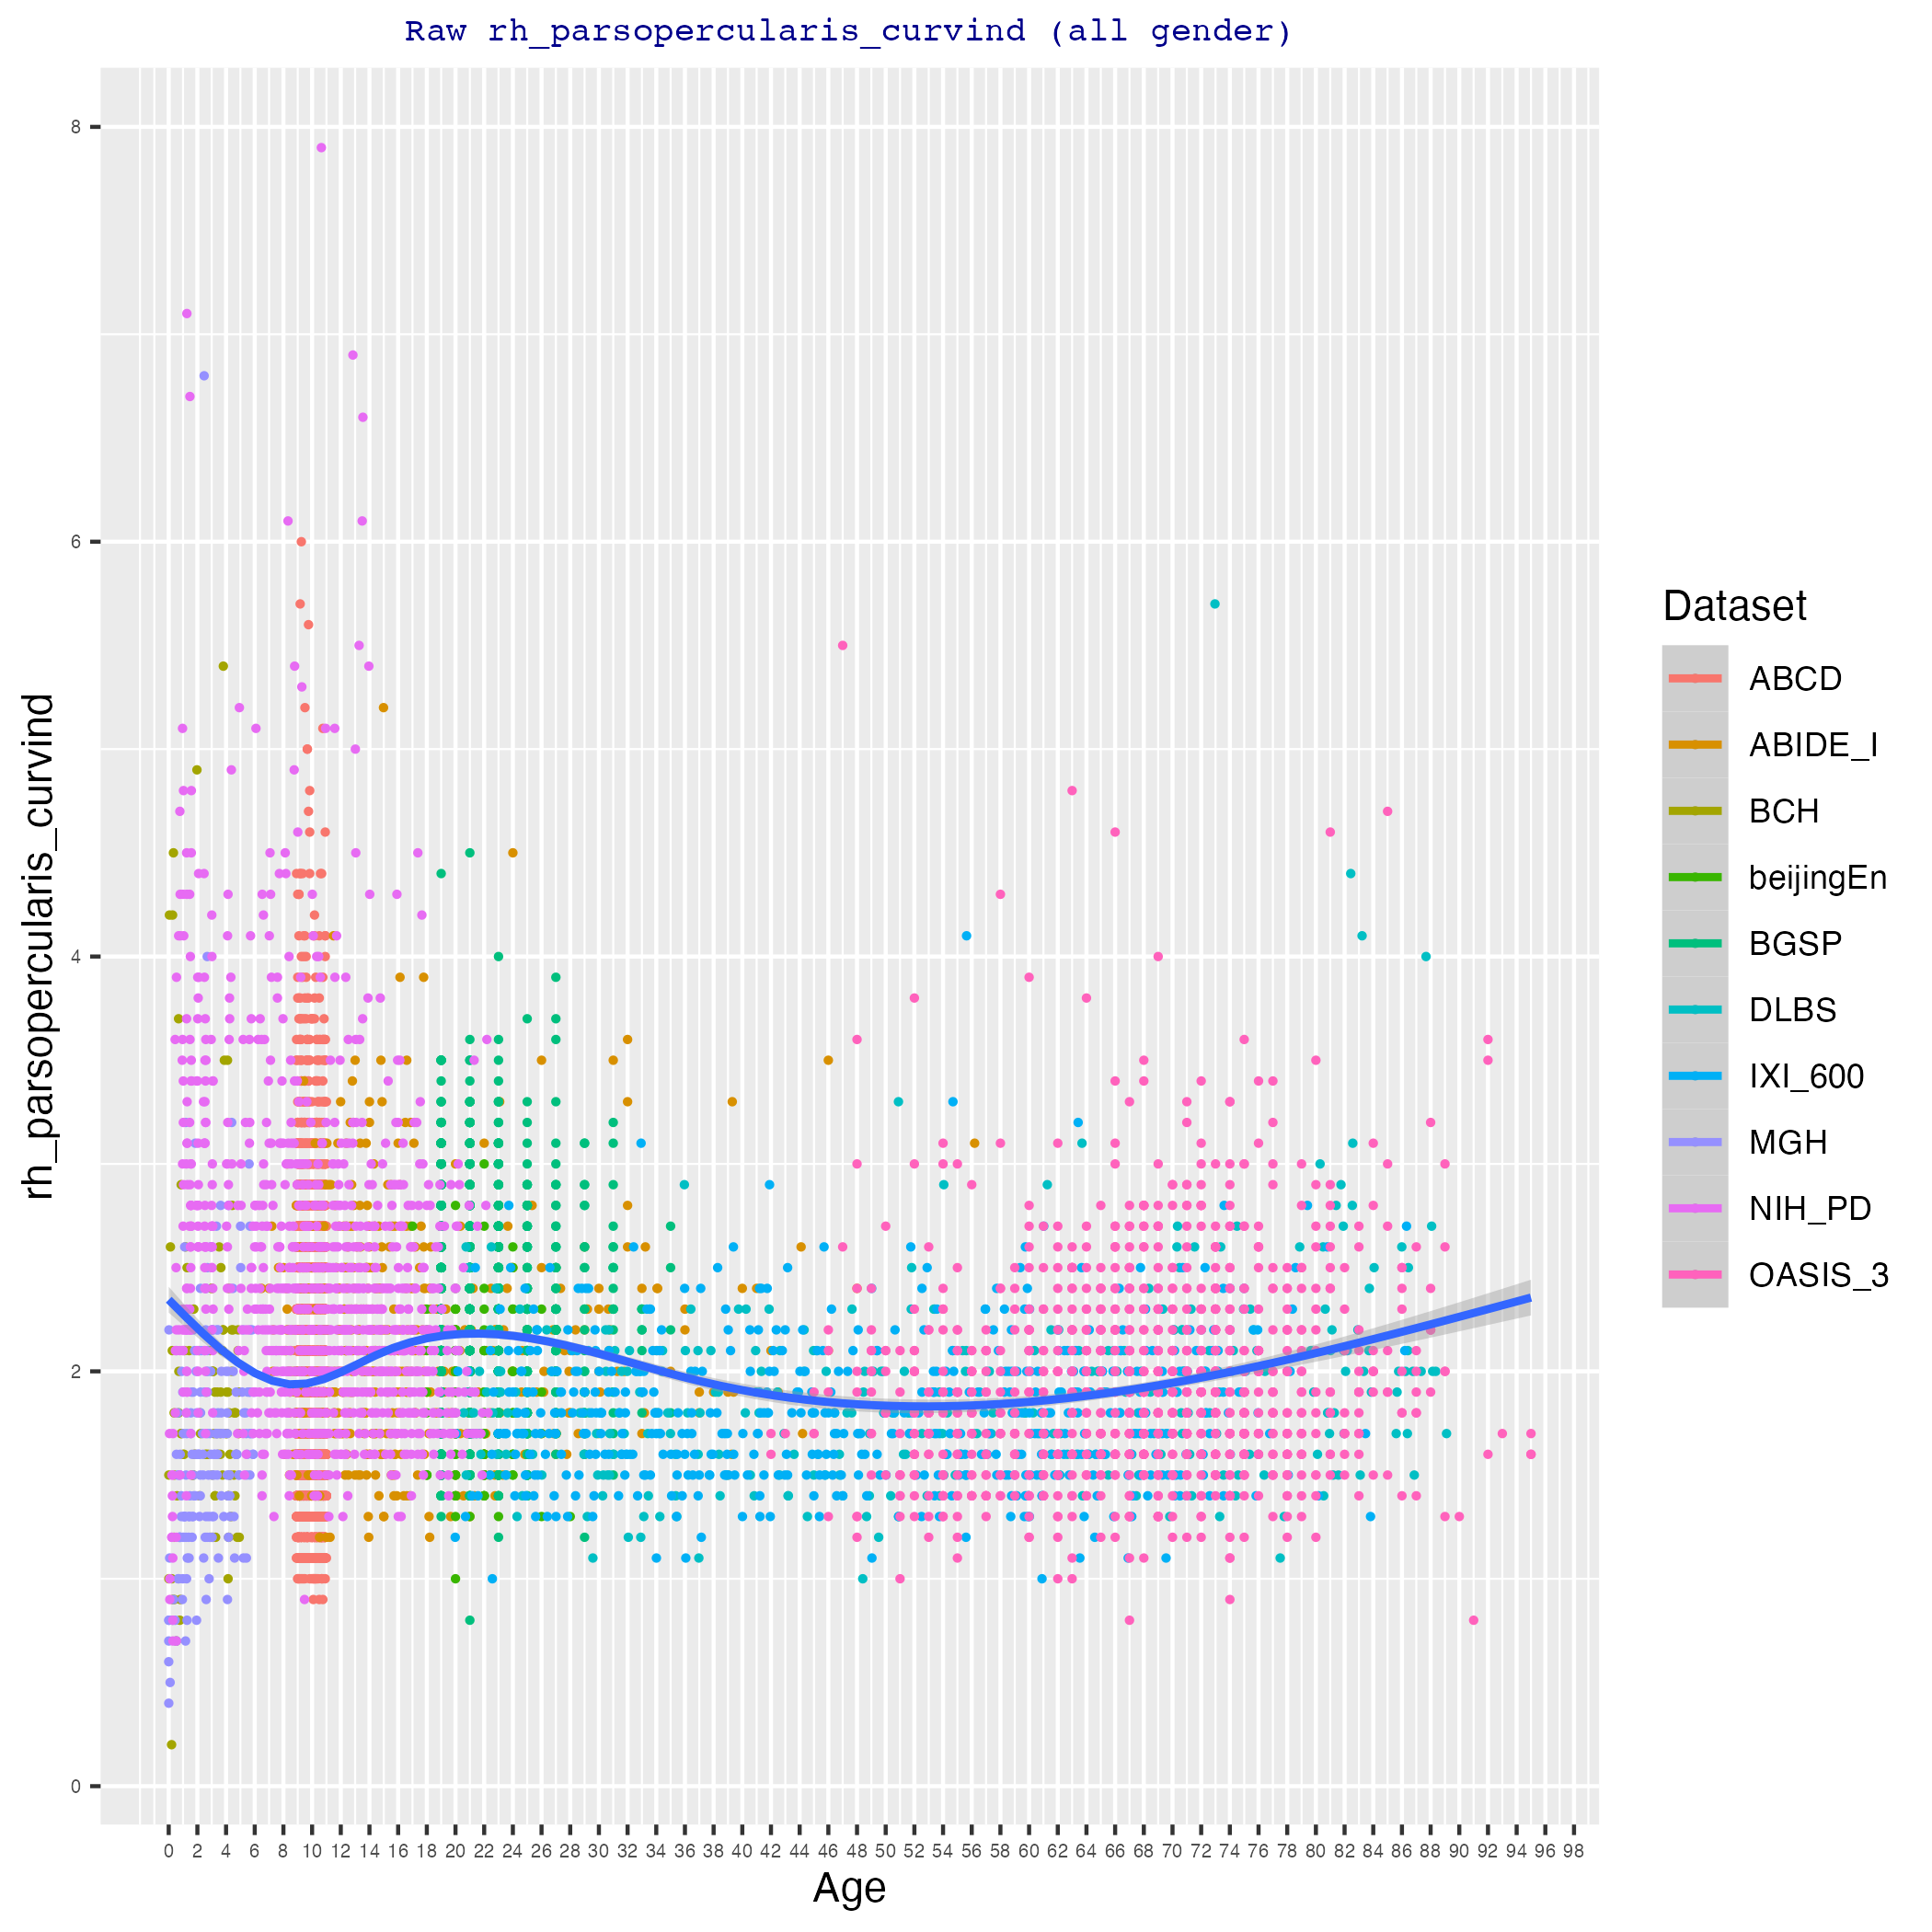 Raw rh_parsopercularis_curvind (all gender)
rh_parsopercularis_curvind
8
6
4
2
0
0 2 4 6 8 10 12 14 16 18 20 22 24 26 28 30 32 34 36 38 40 42 44 46 48 50 52 54 56 58 60 62 64 66 68 70 72 74 76 78 80 82 84 86 88 90 92 94 96 98
Age
Dataset
ABCD
ABIDE_I
BCH
beijingEn
BGSP
DLBS
IXI_600
MGH
NIH_PD
OASIS_3